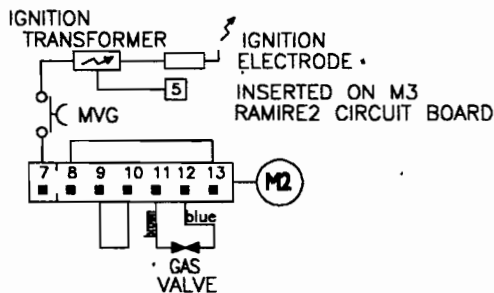 IGNITION
TRANSFORMER
IGNITION
ELECTRODE
5
INSERTED ON M3
RAMIRE2 CIRCUIT BOARD
MVG
7 8 9 10 11 12 13
M2
blue
GAS
VALVE